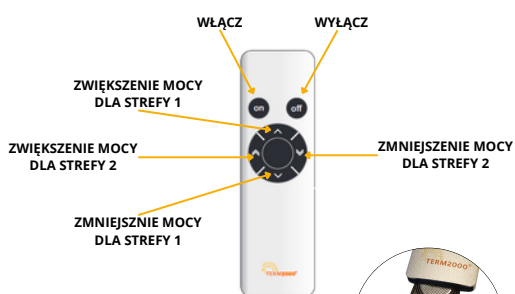 WŁĄCZ
WYŁĄCZ
ZWIĘKSZENIE MOCY
DLA STREFY 1
on
off
ZWIĘKSZENIE MOCY
DLA STREFY 2
ZMNIEJSZENIE MOCY
DLA STREFY 2
ZMNIEJSZNIE MOCY
DLA STREFY 1
TERM2000®
TERM2000®